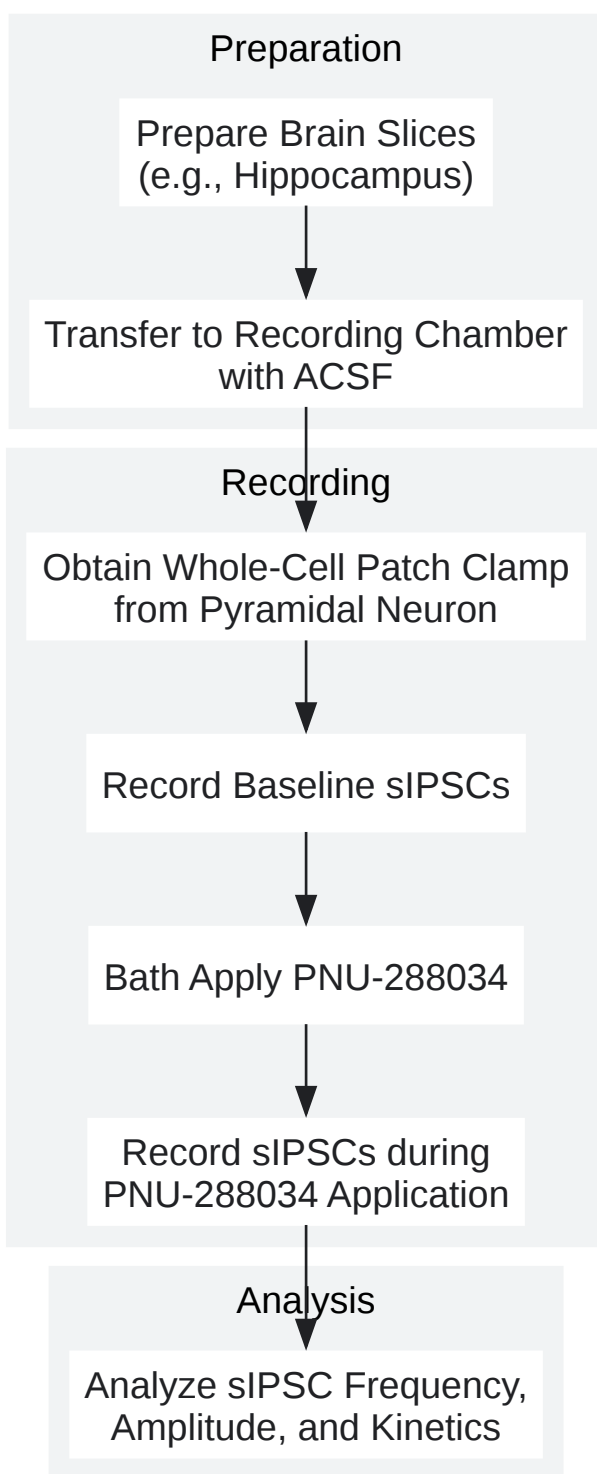 Preparation
Prepare Brain Slices
(e.g., Hippocampus)
Transfer to Recording Chamber
with ACSF
Recording
Obtain Whole-Cell Patch Clamp
from Pyramidal Neuron
Record Baseline sIPSCs
Bath Apply PNU-288034
Record sIPSCs during
PNU-288034 Application
Analysis
Analyze sIPSC Frequency,
Amplitude, and Kinetics